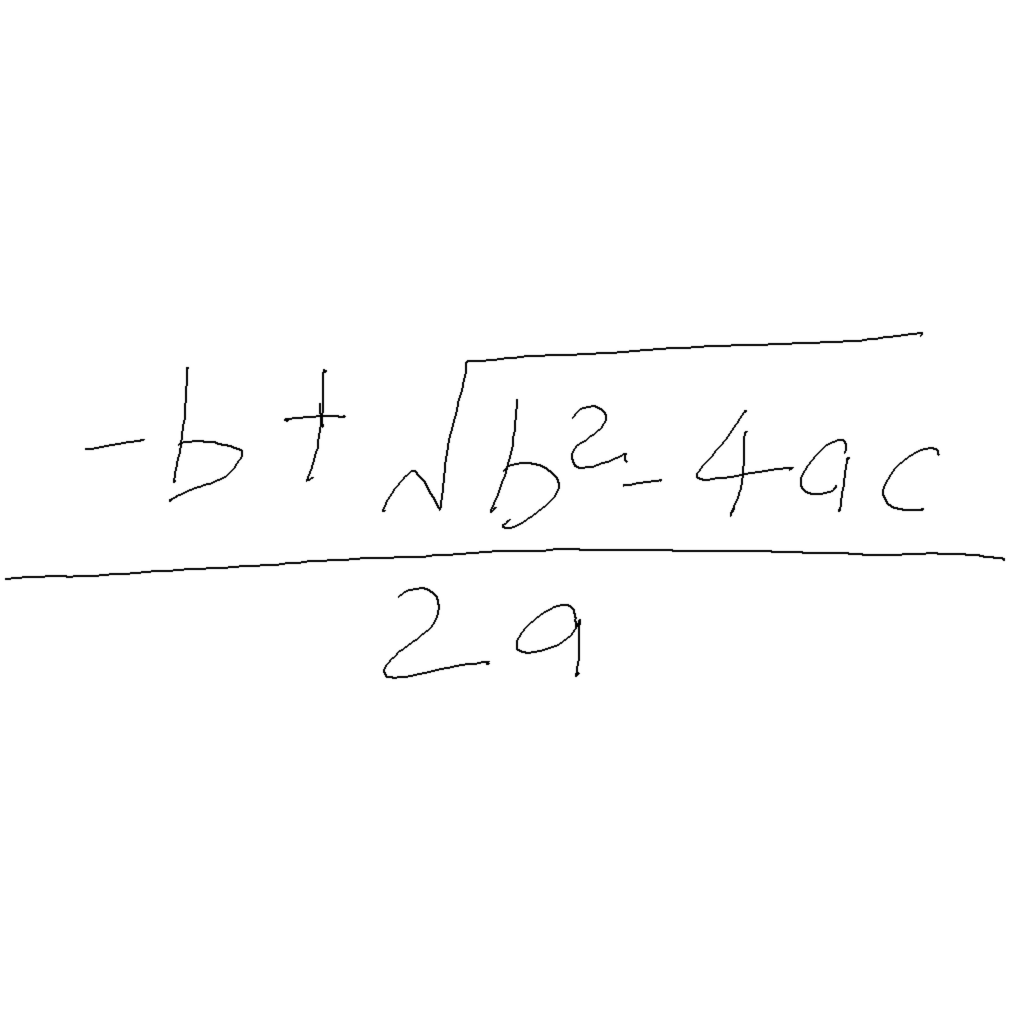 -b + √(b² - 4ac)
2a